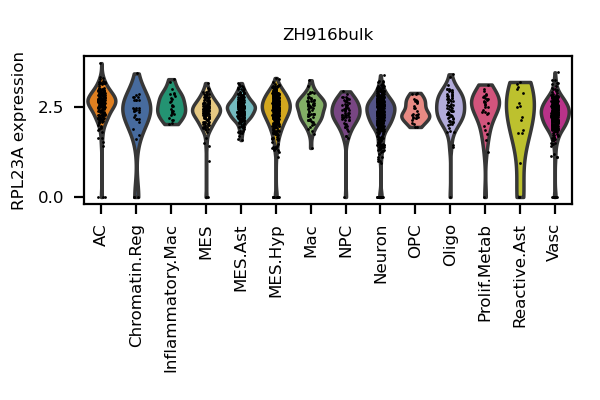 ZH916bulk
RPL23A expression
2.5
0.0
AC
Chromatin.Reg
Inflammatory.Mac
MES
MES.Ast
MES.Hyp
Mac
NPC
Neuron
OPC
Oligo
Prolif.Metab
Reactive.Ast
Vasc